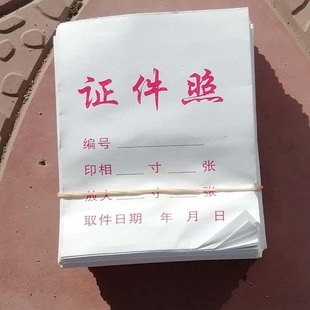 证件照
编号
印相 寸 张
放大 寸 张
取件日期 年 月 日